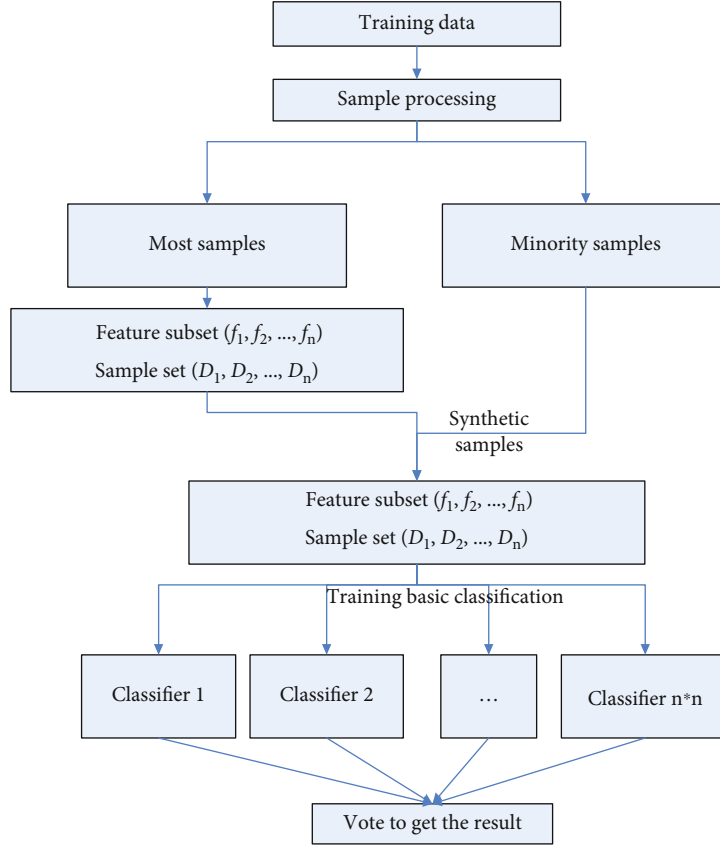 Training data
Sample processing
Most samples
Minority samples
Feature subset (f₁, f₂, ..., fₙ)
Sample set (D₁, D₂, ..., Dₙ)
Synthetic
samples
Feature subset (f₁, f₂, ..., fₙ)
Sample set (D₁, D₂, ..., Dₙ)
Training basic classification
Classifier 1
Classifier 2
...
Classifier n*n
Vote to get the result